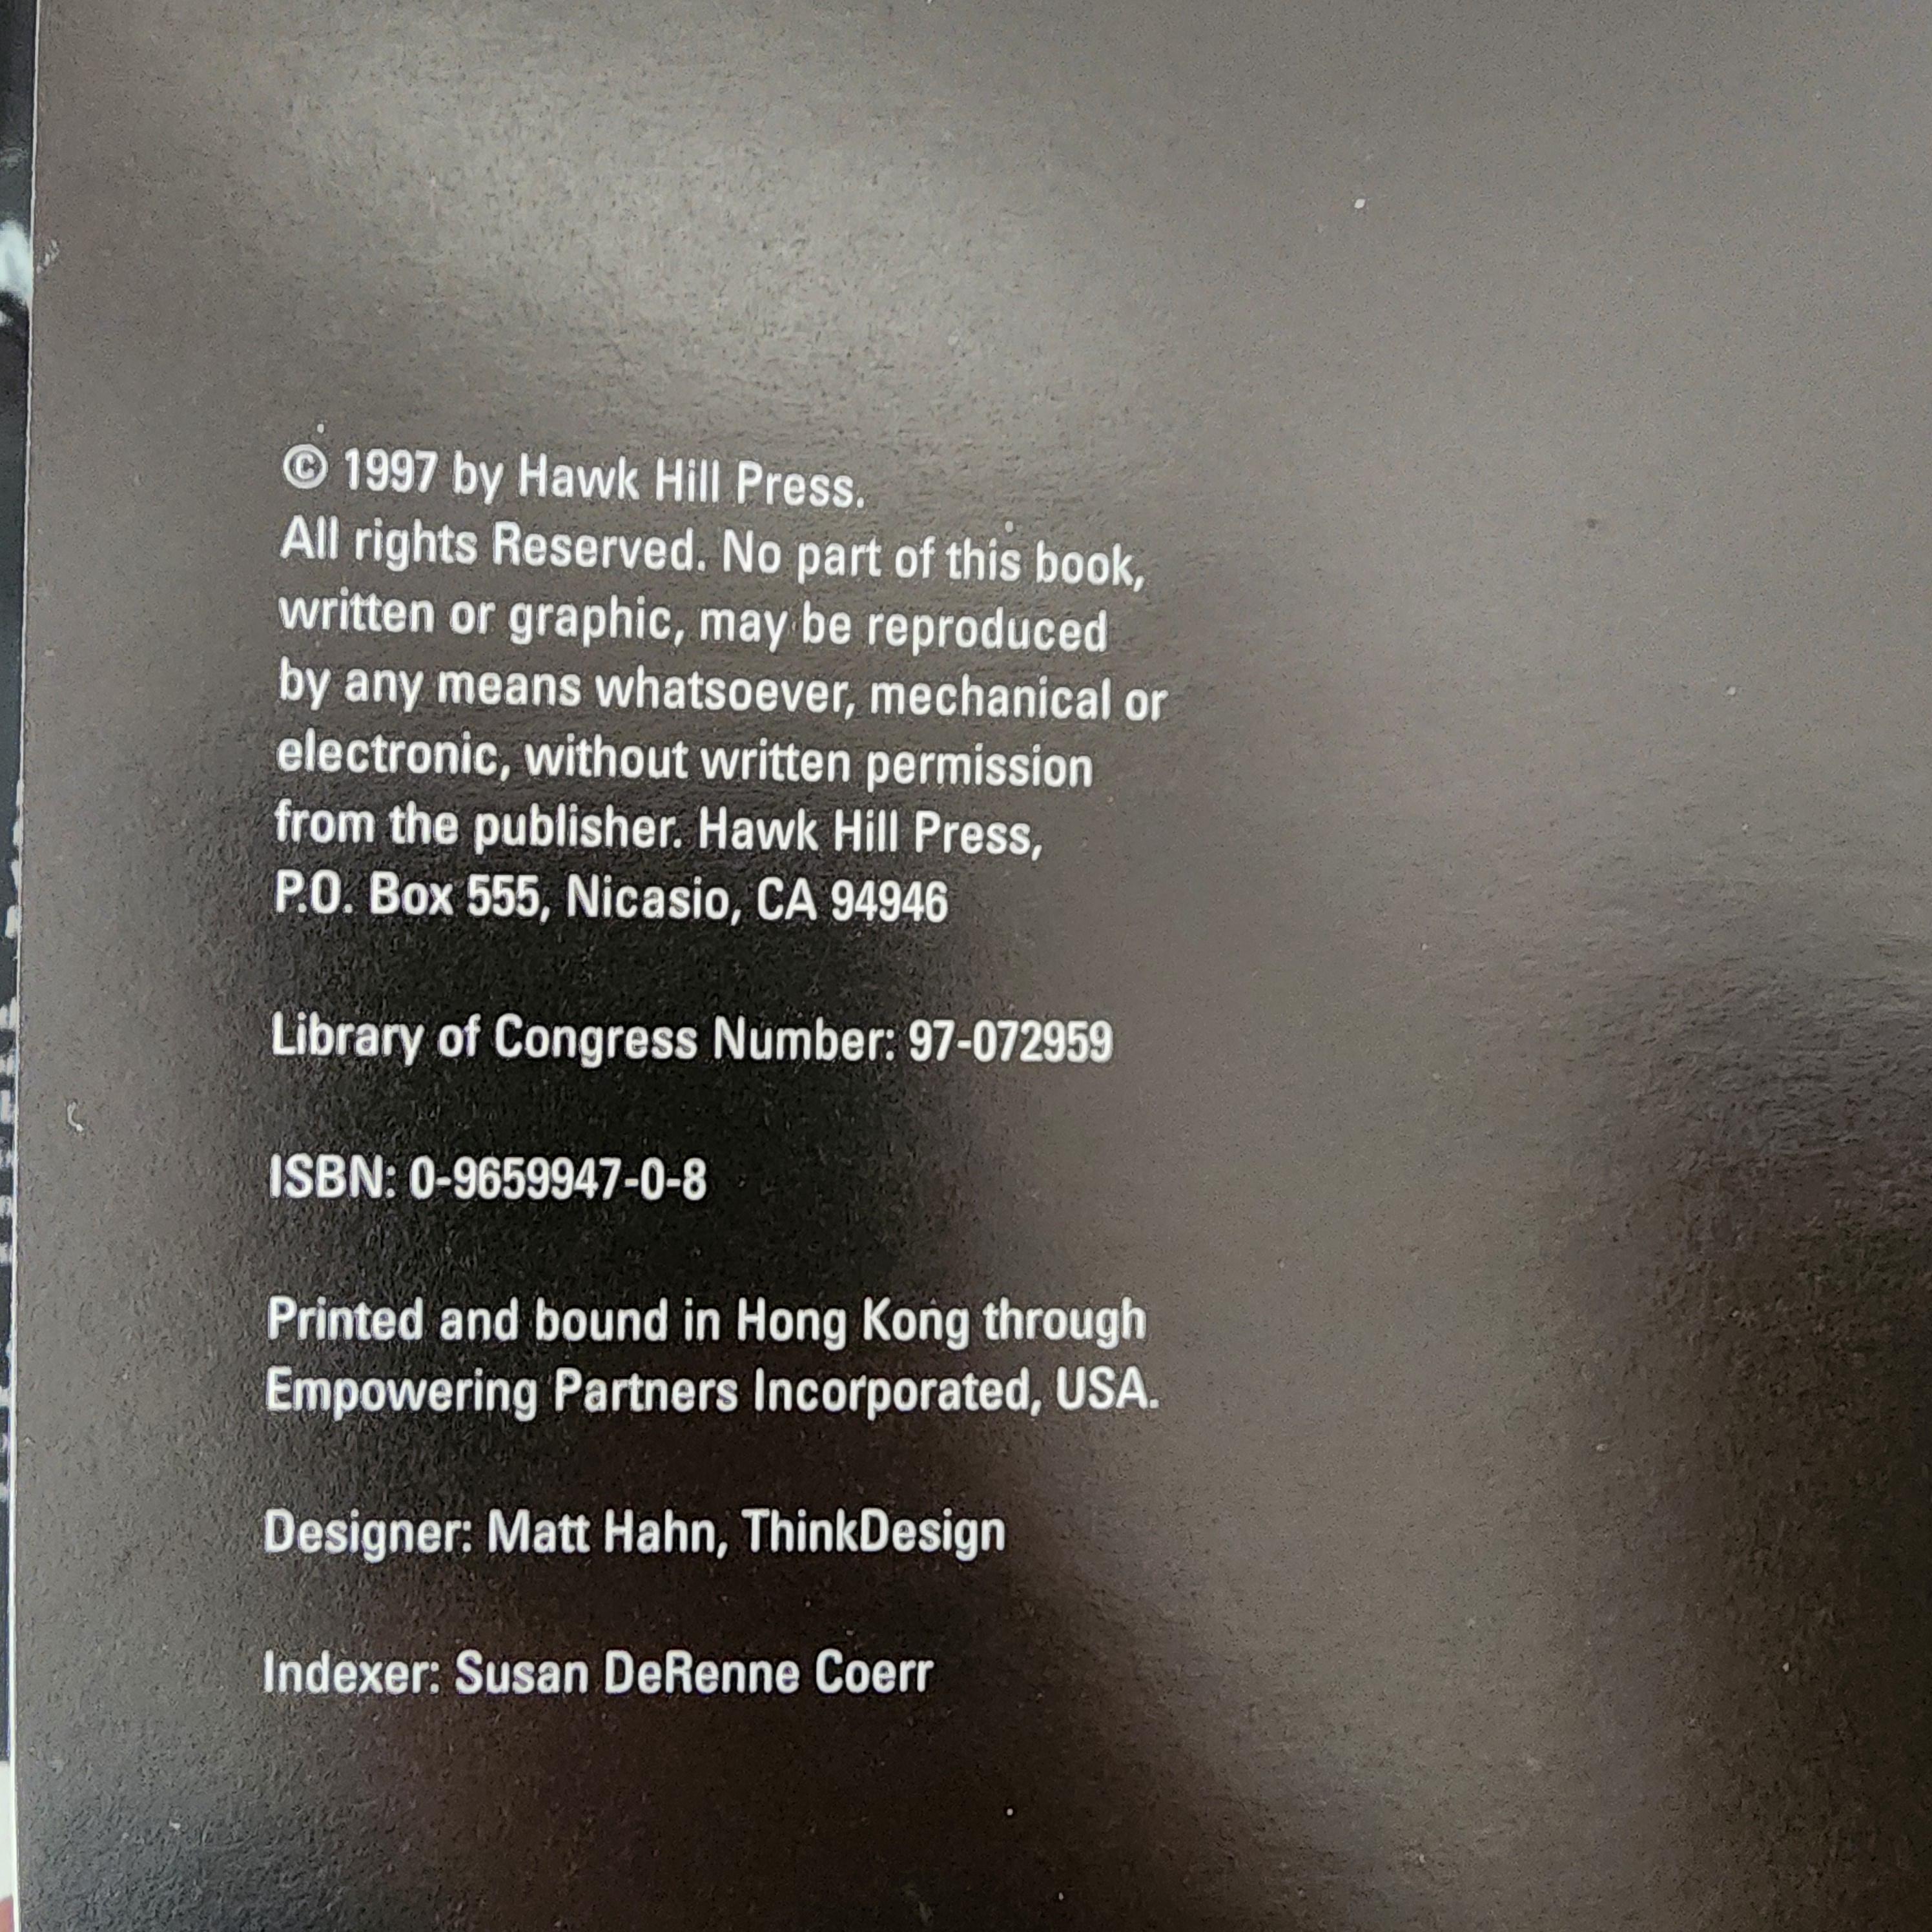 © 1997 by Hawk Hill Press.
All rights Reserved. No part of this book,
written or graphic, may be reproduced
by any means whatsoever, mechanical or
electronic, without written permission
from the publisher. Hawk Hill Press,
P.O. Box 555, Nicasio, CA 94946
Library of Congress Number: 97-072959
ISBN: 0-9659947-0-8
Printed and bound in Hong Kong through
Empowering Partners Incorporated, USA.
Designer: Matt Hahn, ThinkDesign
Indexer: Susan DeRenne Coerr